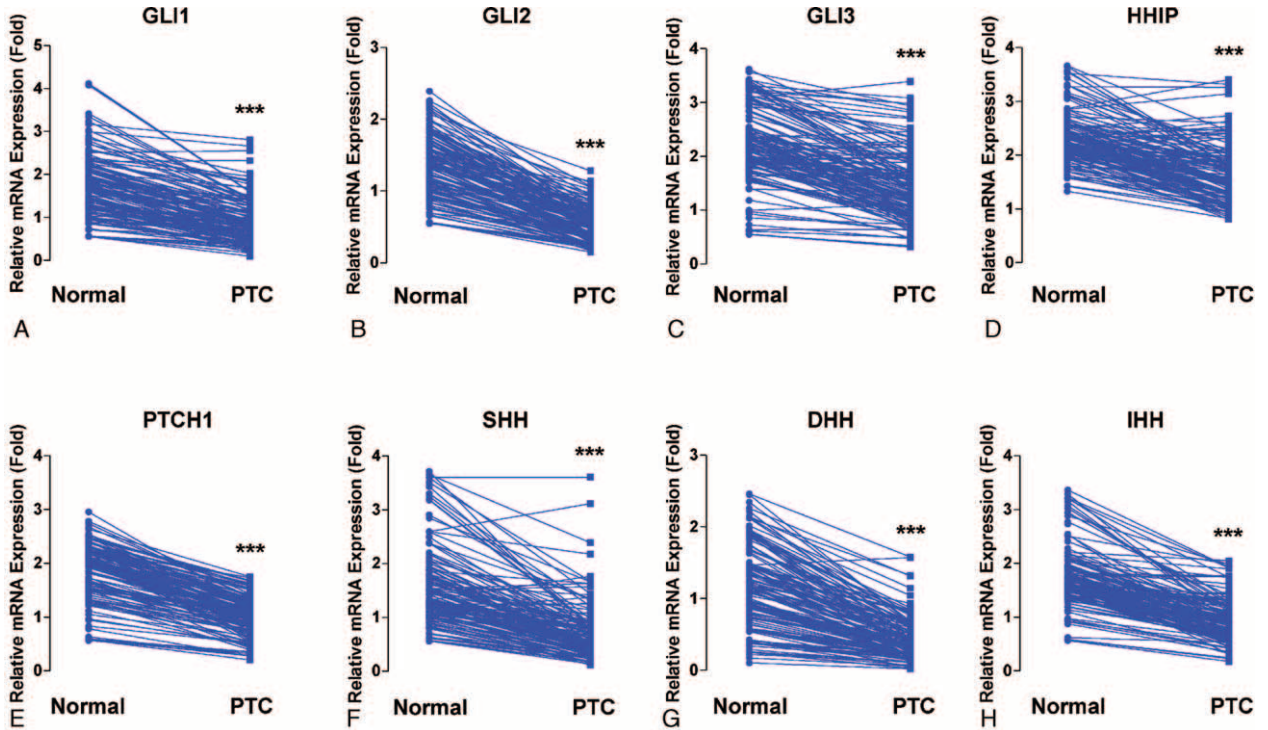 GLI1
GLI2
GLI3
HHIP
Relative mRNA Expression (Fold)
5
4
3
2
1
0
***
Normal
PTC
A
Relative mRNA Expression (Fold)
3
2
1
0
***
Normal
PTC
B
Relative mRNA Expression (Fold)
4
3
2
1
0
***
Normal
PTC
C
Relative mRNA Expression (Fold)
4
3
2
1
0
***
Normal
PTC
D
PTCH1
SHH
DHH
IHH
Relative mRNA Expression (Fold)
4
3
2
1
0
***
Normal
PTC
E
Relative mRNA Expression (Fold)
4
3
2
1
0
***
Normal
PTC
F
Relative mRNA Expression (Fold)
3
2
1
0
***
Normal
PTC
G
Relative mRNA Expression (Fold)
4
3
2
1
0
***
Normal
PTC
H